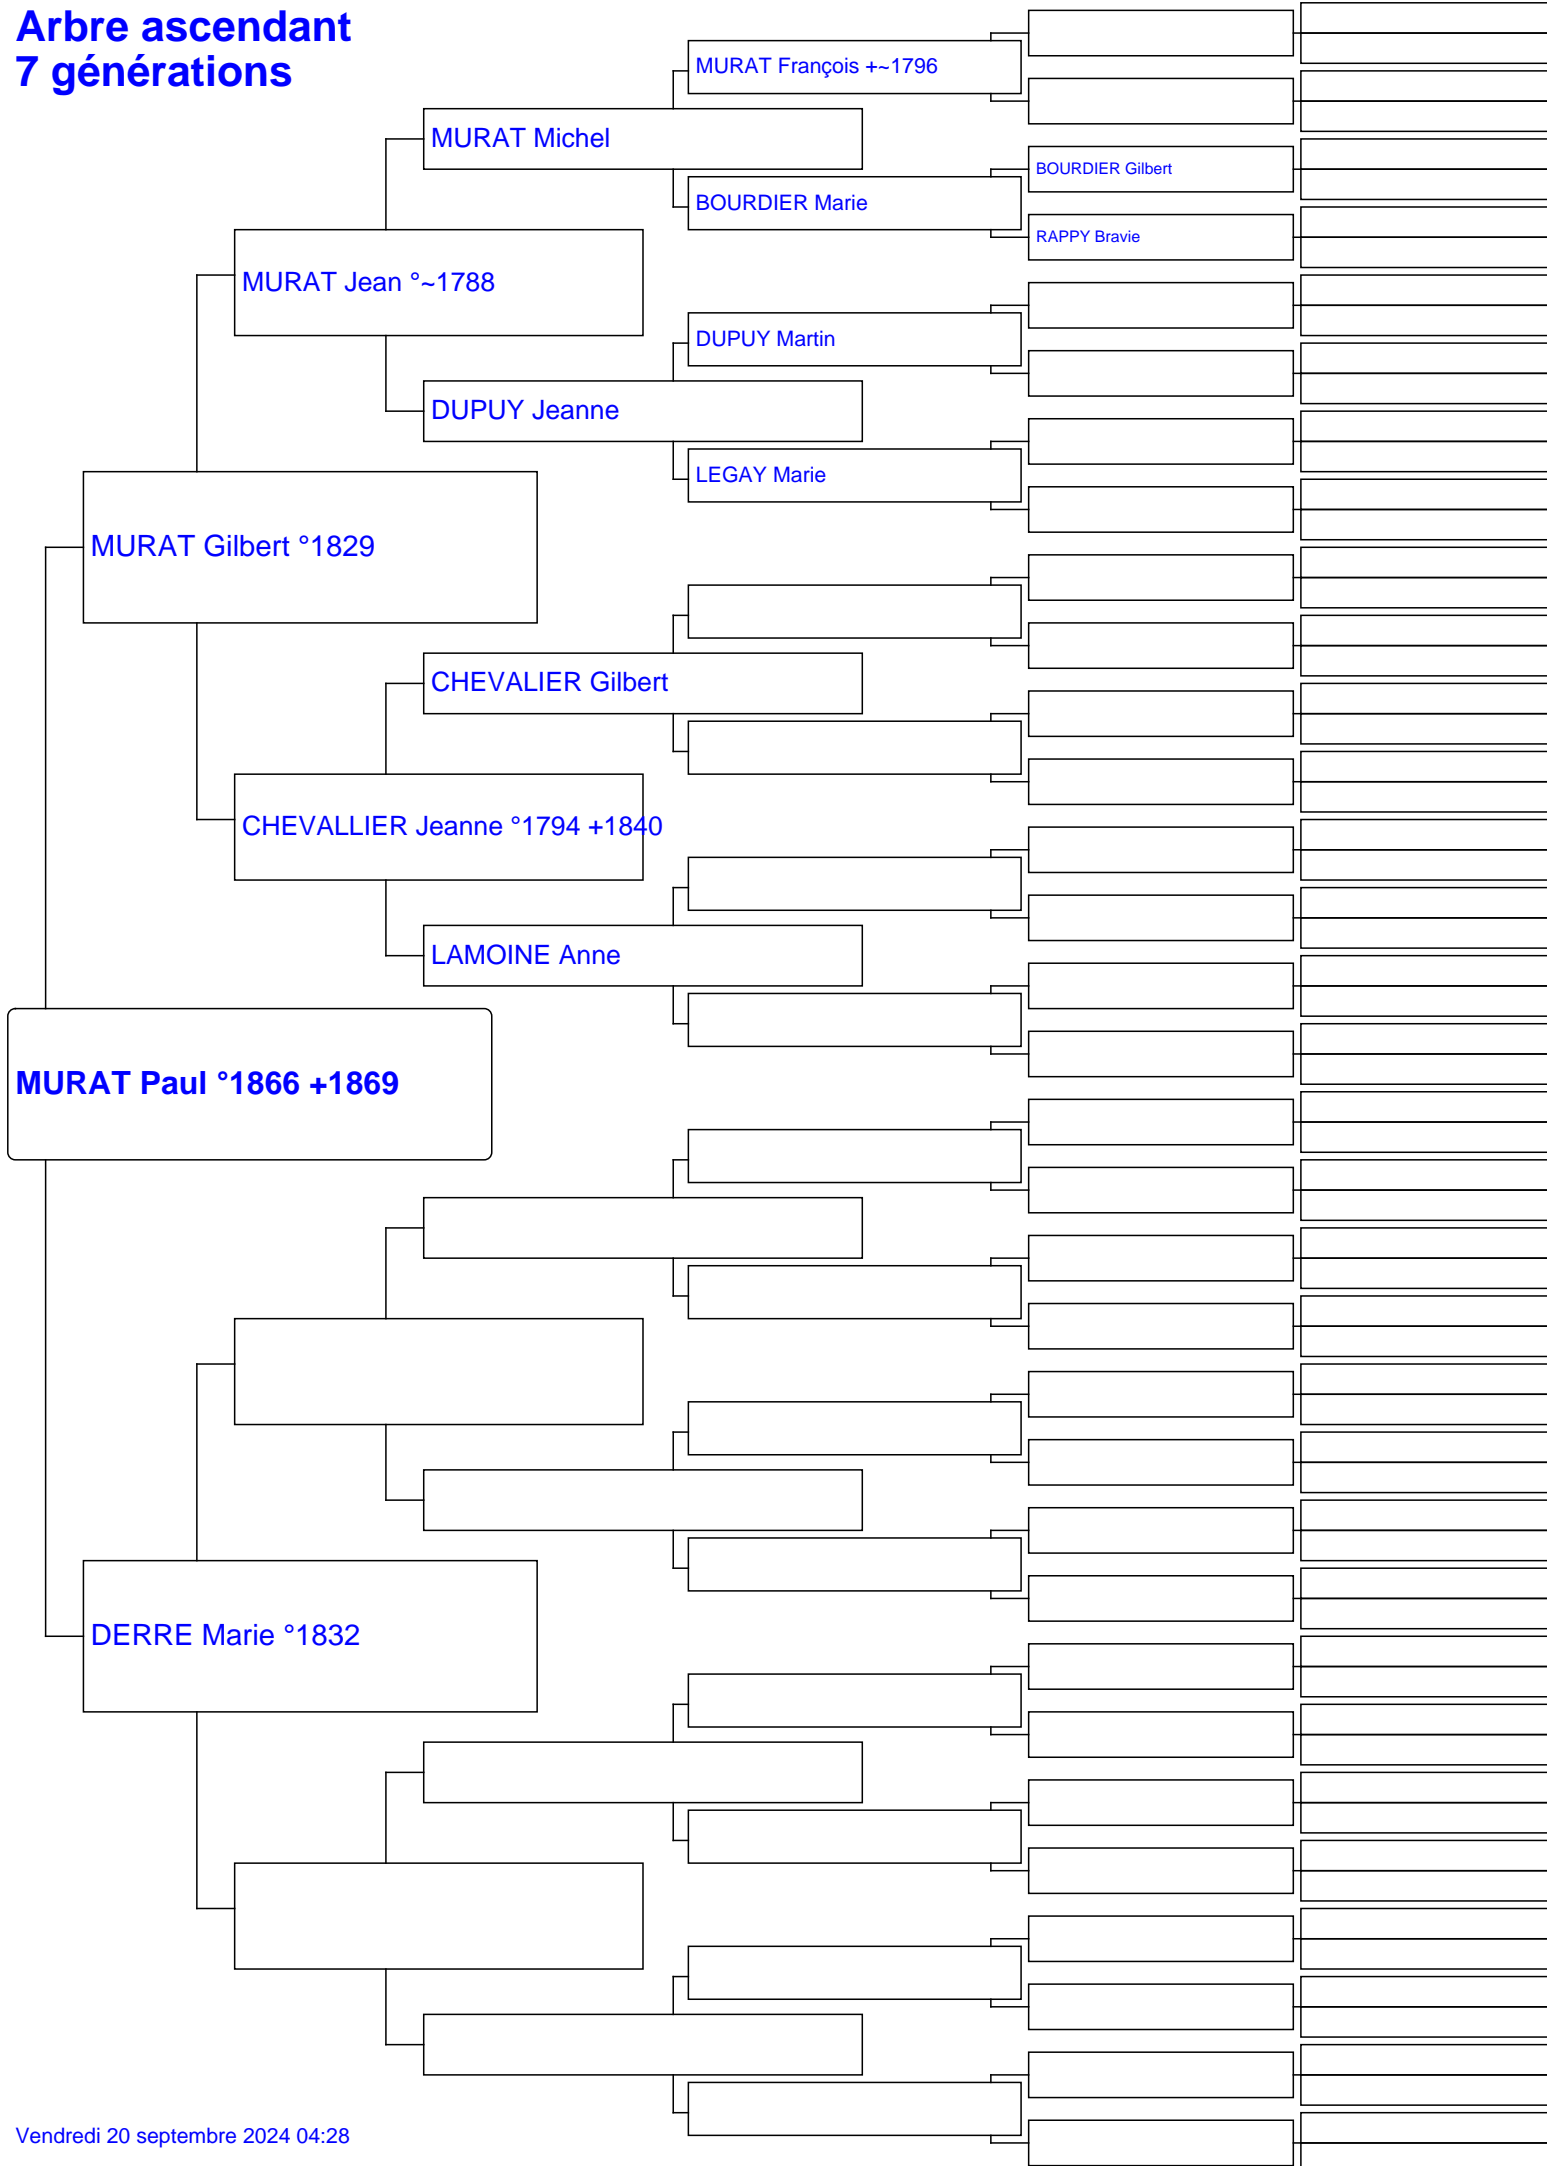 Arbre ascendant
7 générations
MURAT François +~1796
MURAT Michel
BOURDIER Gilbert
BOURDIER Marie
RAPPY Bravie
MURAT Jean °~1788
DUPUY Martin
DUPUY Jeanne
LEGAY Marie
MURAT Gilbert °1829
CHEVALIER Gilbert
CHEVALLIER Jeanne °1794 +1840
LAMOINE Anne
MURAT Paul °1866 +1869
DERRE Marie °1832
Vendredi 20 septembre 2024 04:28